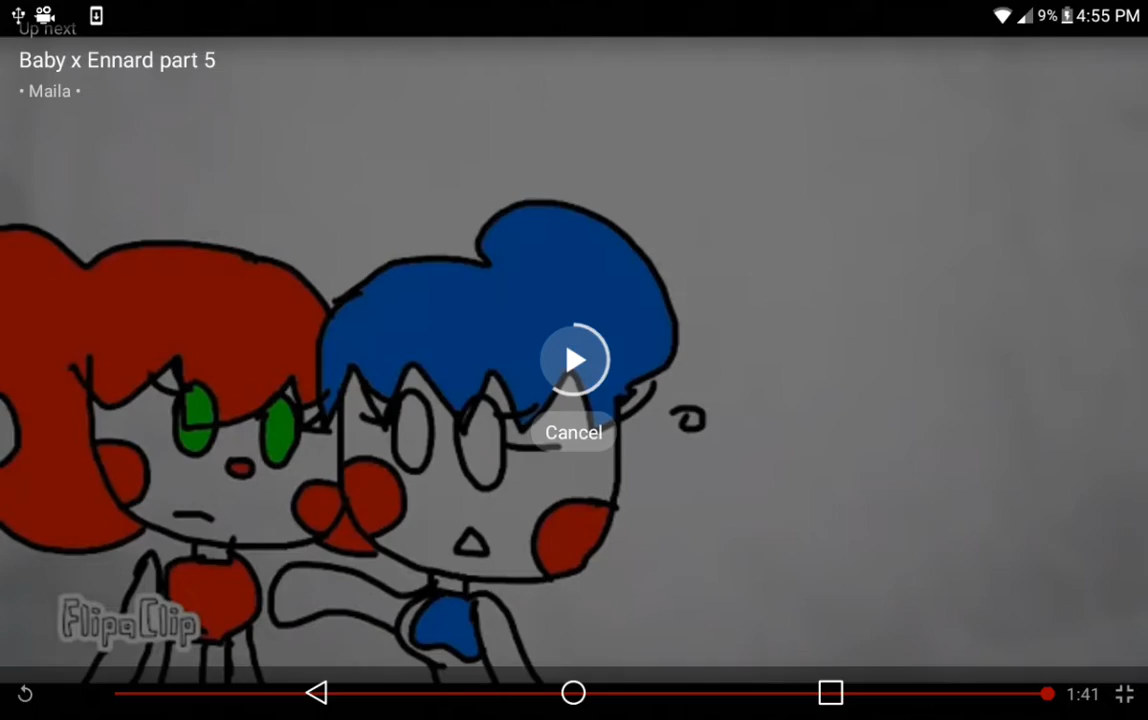 9% 4:55 PM
Up next
Baby x Ennard part 5
• Maila •
Cancel
FlipaClip
1:41